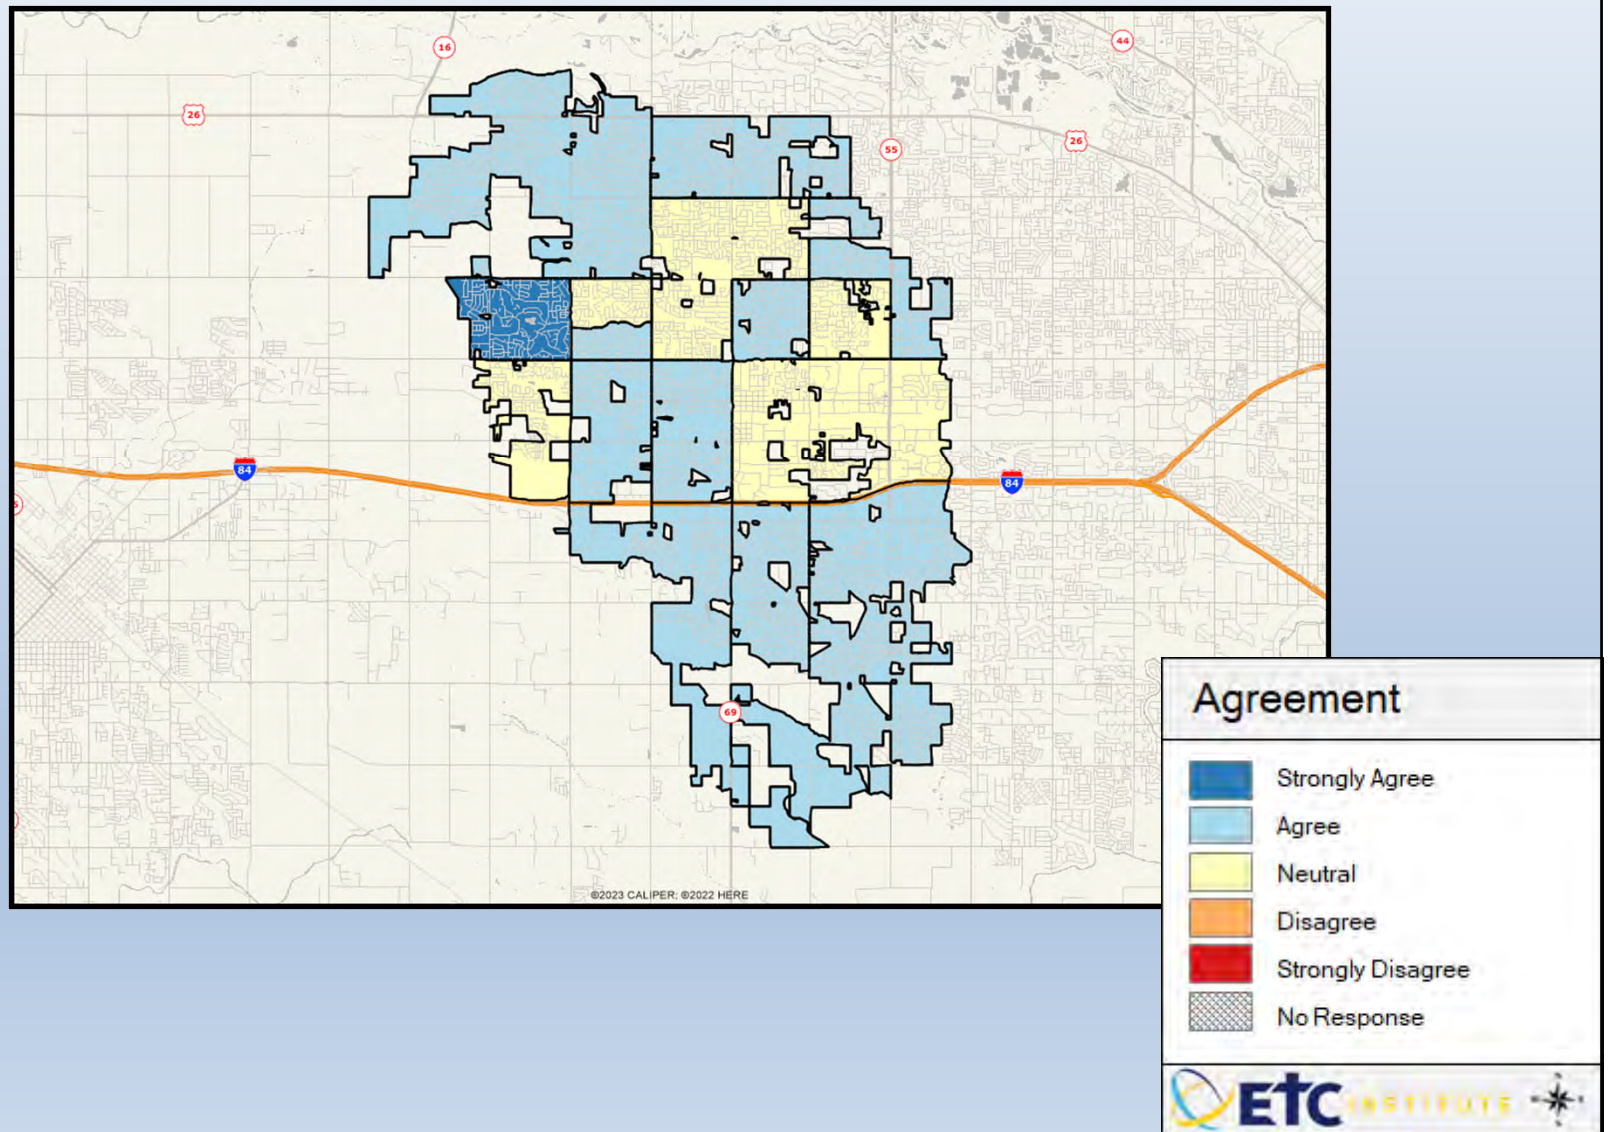 16
44
26
26
55
84
84
69
©2023 CALIPER; ©2022 HERE
Agreement
Strongly Agree
Agree
Neutral
Disagree
Strongly Disagree
No Response
ETC INSTITUTE